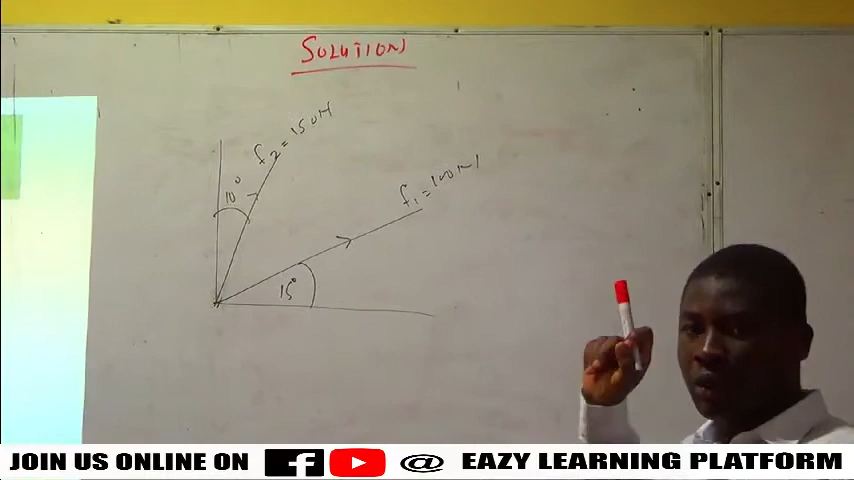 SOLUTION
f2 = 150N
10°
f1 = 100N
15°
JOIN US ONLINE ON f @ EAZY LEARNING PLATFORM